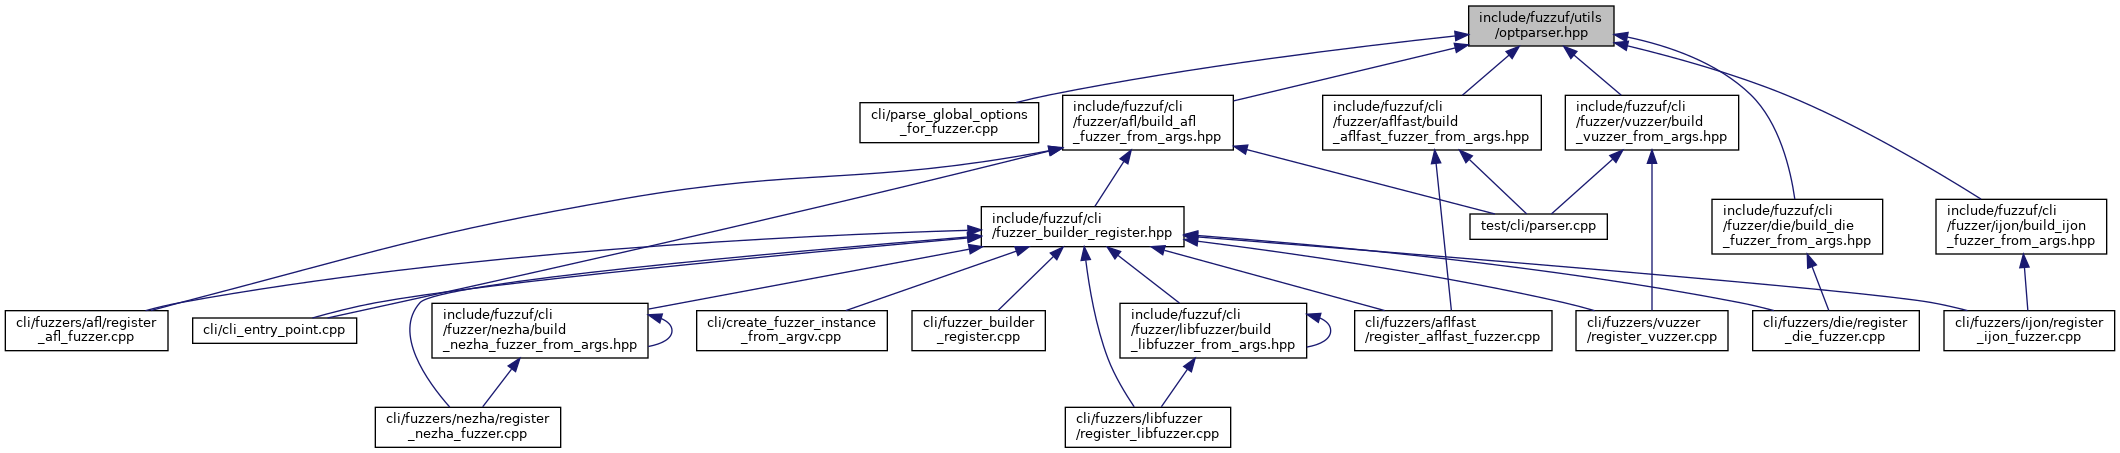 include/fuzzuf/utils
/optparser.hpp
cli/parse_global_options
_for_fuzzer.cpp
include/fuzzuf/cli
/fuzzer/afl/build_afl
_fuzzer_from_args.hpp
include/fuzzuf/cli
/fuzzer/aflfast/build
_aflfast_fuzzer_from_args.hpp
include/fuzzuf/cli
/fuzzer/vuzzer/build
_vuzzer_from_args.hpp
include/fuzzuf/cli
/fuzzer_builder_register.hpp
test/cli/parser.cpp
include/fuzzuf/cli
/fuzzer/die/build_die
_fuzzer_from_args.hpp
include/fuzzuf/cli
/fuzzer/ijon/build_ijon
_fuzzer_from_args.hpp
cli/fuzzers/afl/register
_afl_fuzzer.cpp
cli/cli_entry_point.cpp
include/fuzzuf/cli
/fuzzer/nezha/build
_nezha_fuzzer_from_args.hpp
cli/create_fuzzer_instance
_from_argv.cpp
cli/fuzzer_builder
_register.cpp
include/fuzzuf/cli
/fuzzer/libfuzzer/build
_libfuzzer_from_args.hpp
cli/fuzzers/aflfast
/register_aflfast_fuzzer.cpp
cli/fuzzers/vuzzer
/register_vuzzer.cpp
cli/fuzzers/die/register
_die_fuzzer.cpp
cli/fuzzers/ijon/register
_ijon_fuzzer.cpp
cli/fuzzers/nezha/register
_nezha_fuzzer.cpp
cli/fuzzers/libfuzzer
/register_libfuzzer.cpp